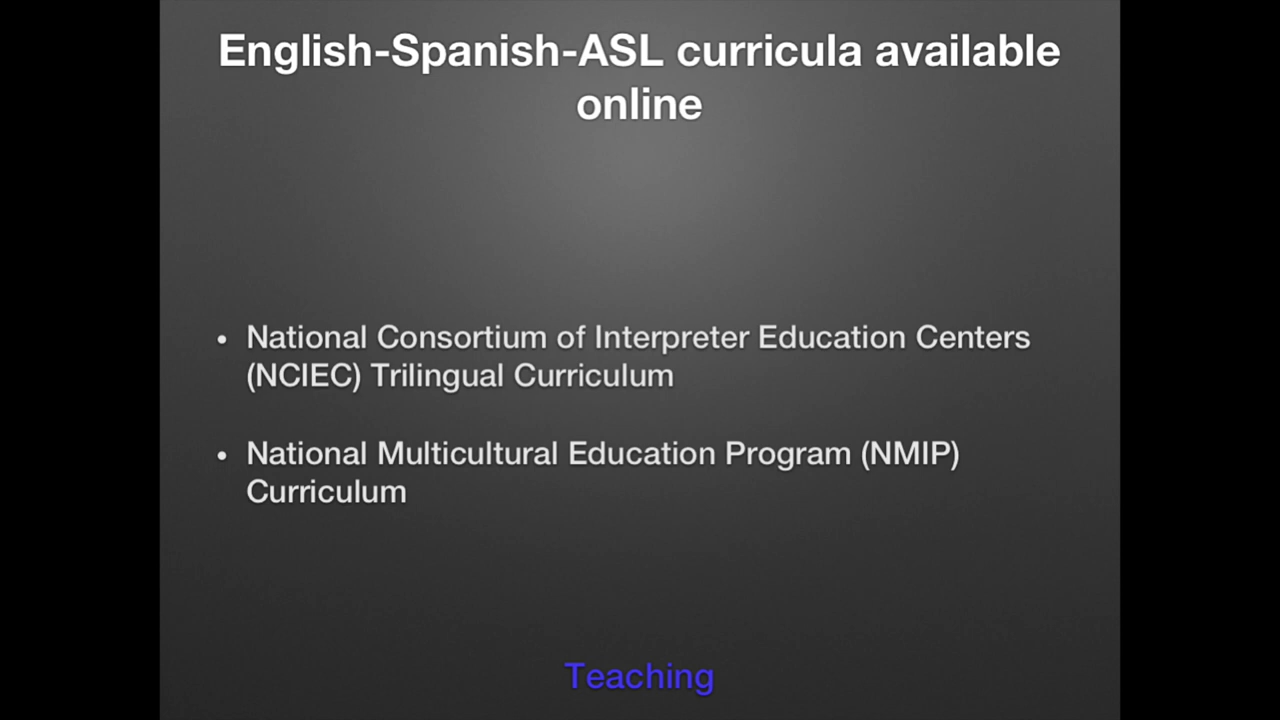 English-Spanish-ASL curricula available
online
• National Consortium of Interpreter Education Centers
(NCIEC) Trilingual Curriculum
• National Multicultural Education Program (NMIP)
Curriculum
Teaching